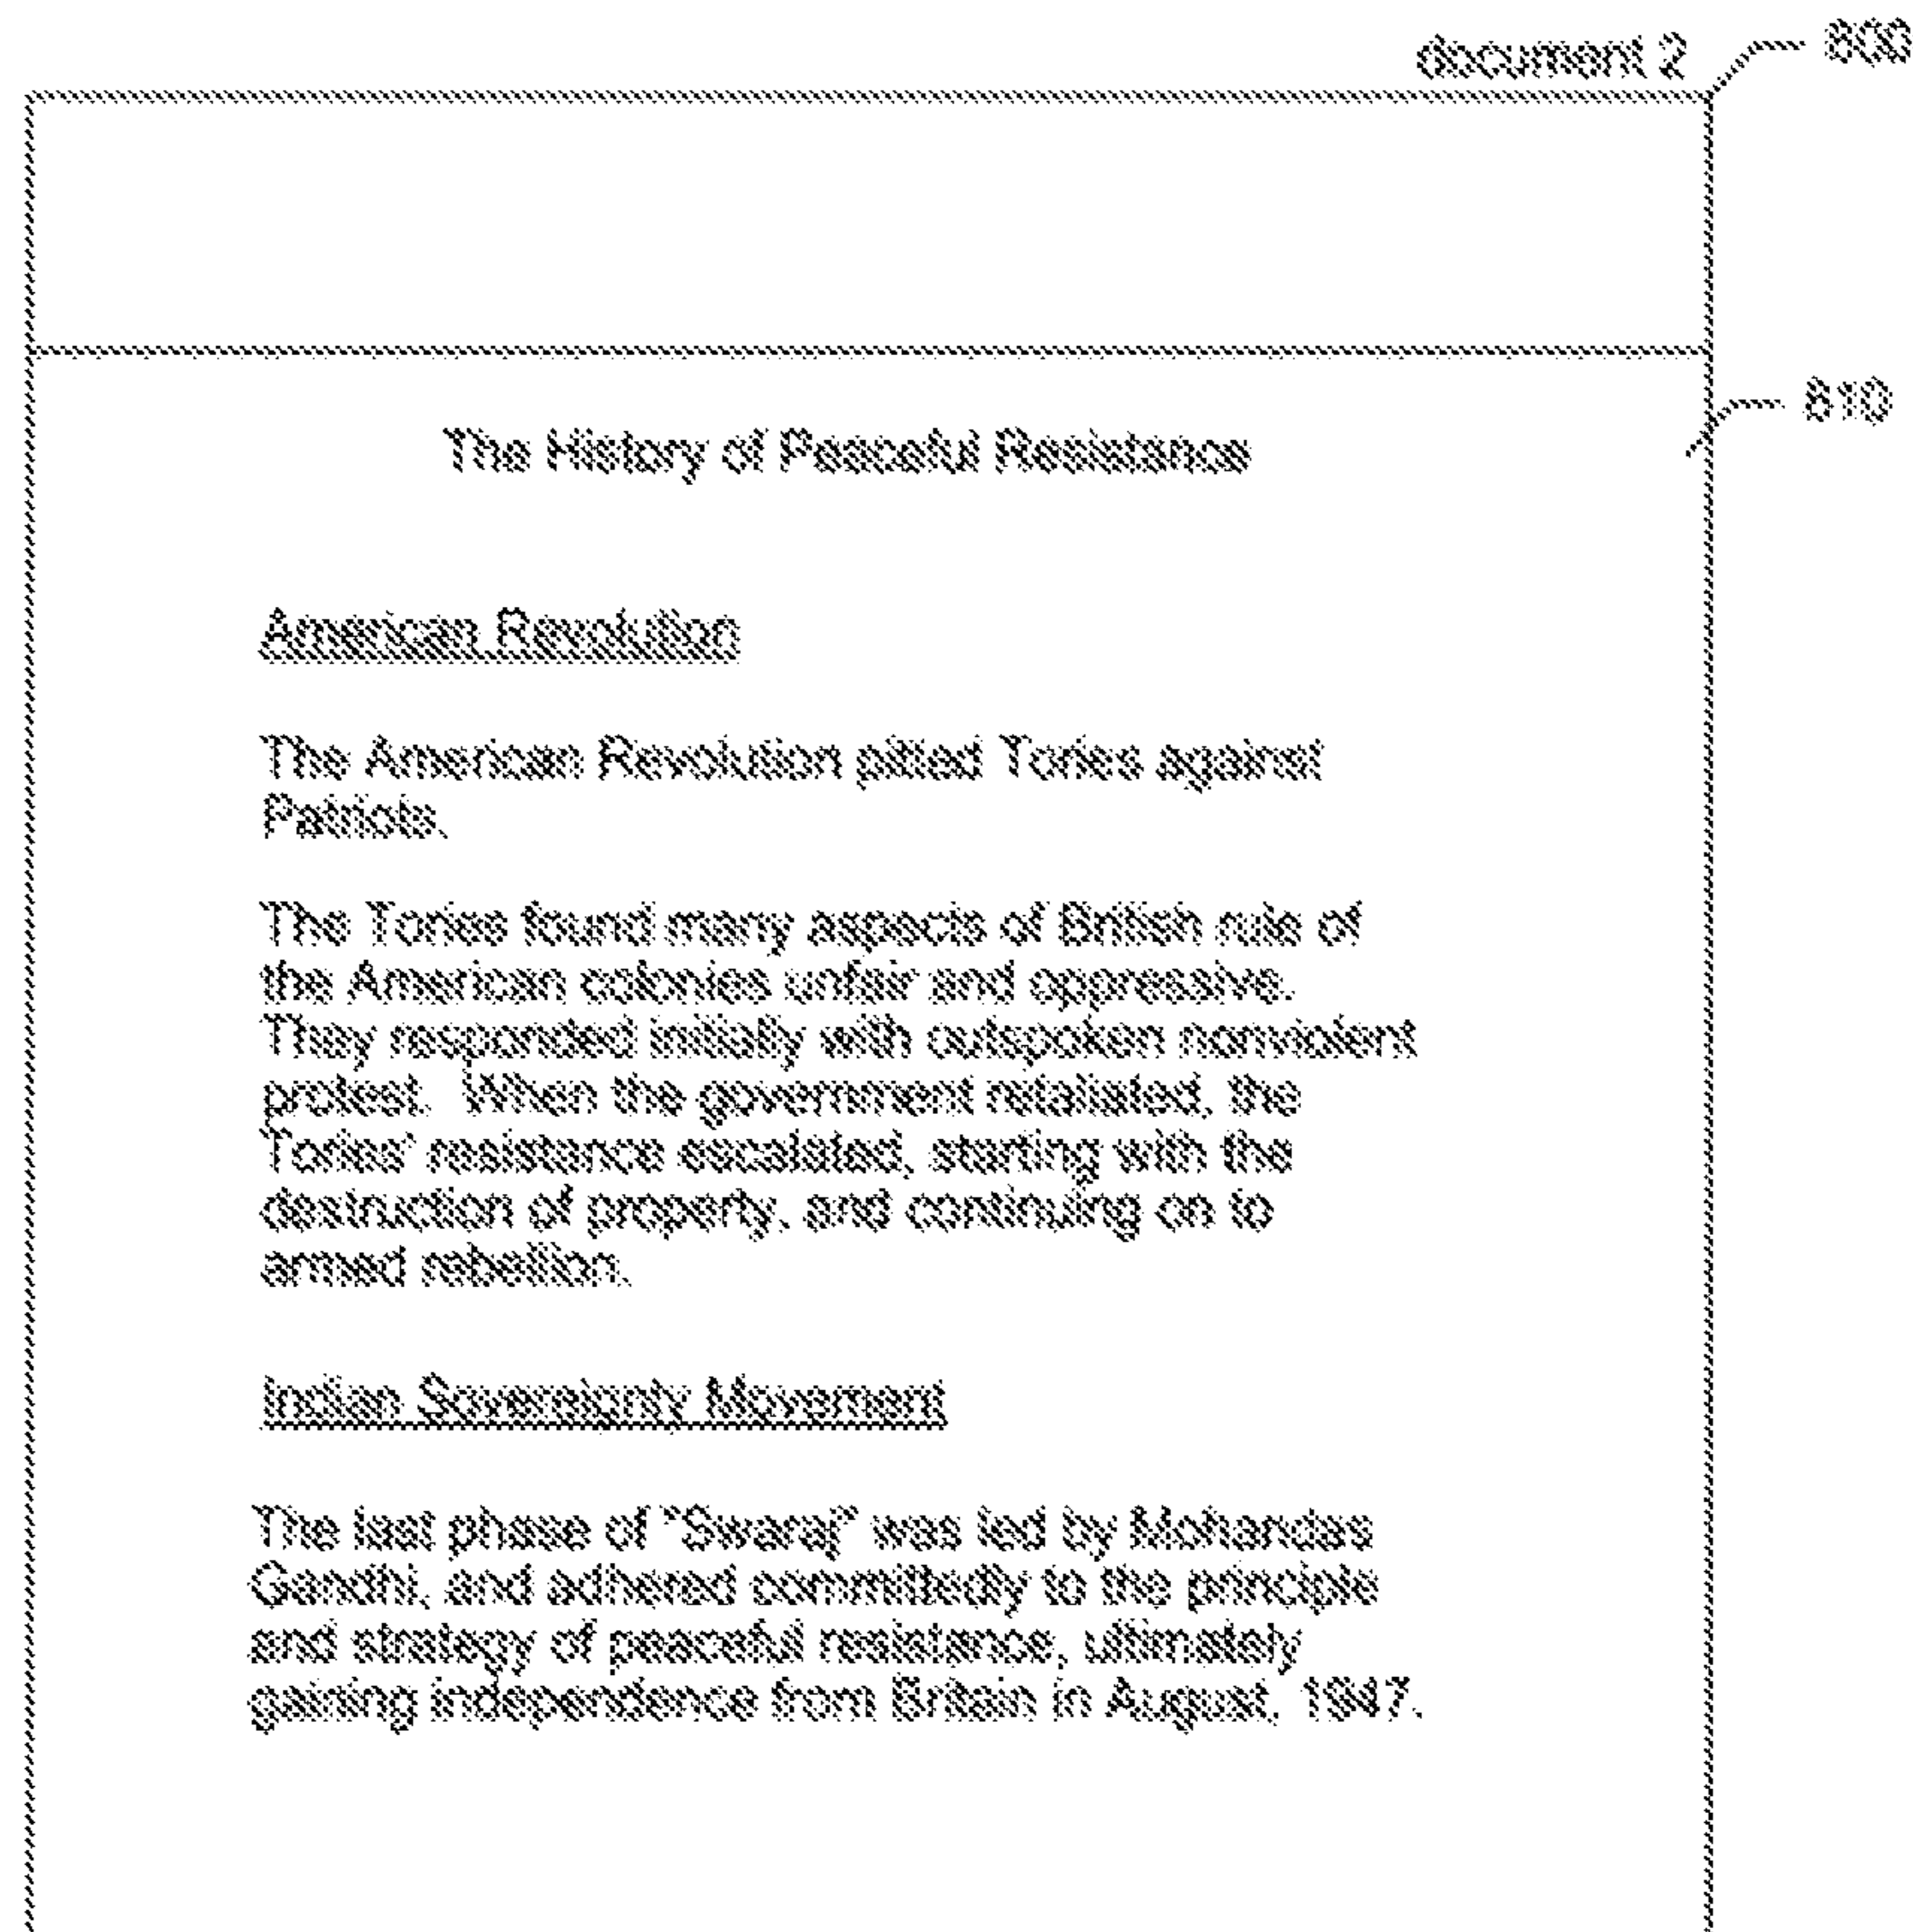 document 2
800
810
The History of Peaceful Resistance
American Revolution
The American Revolution pitted Tories against
Patriots.
The Tories found many aspects of British rule of
the American colonies unfair and oppressive.
They responded initially with outspoken nonviolent
protest.  When the government retaliated, the
Tories' resistance escalated, starting with the
destruction of property, and continuing on to
armed rebellion.
Indian Sovereignty Movement
The last phase of "Swaraj" was led by Mohandas
Gandhi, and adhered committedly to the principle
and strategy of peaceful resistance, ultimately
gaining independence from Britain in August, 1947.